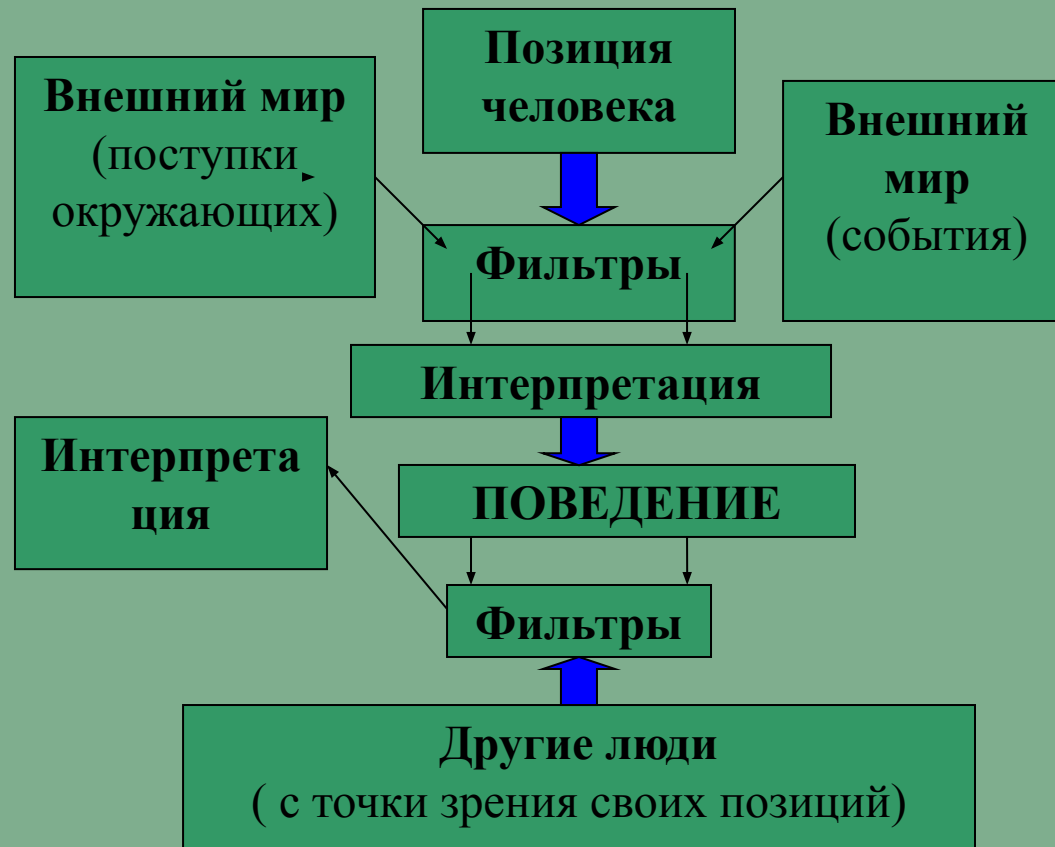 Позиция
человека
Внешний мир
(поступки
окружающих)
Внешний
мир
(события)
Фильтры
Интерпретация
Интерпрета
ция
ПОВЕДЕНИЕ
Фильтры
Другие люди
( с точки зрения своих позиций)